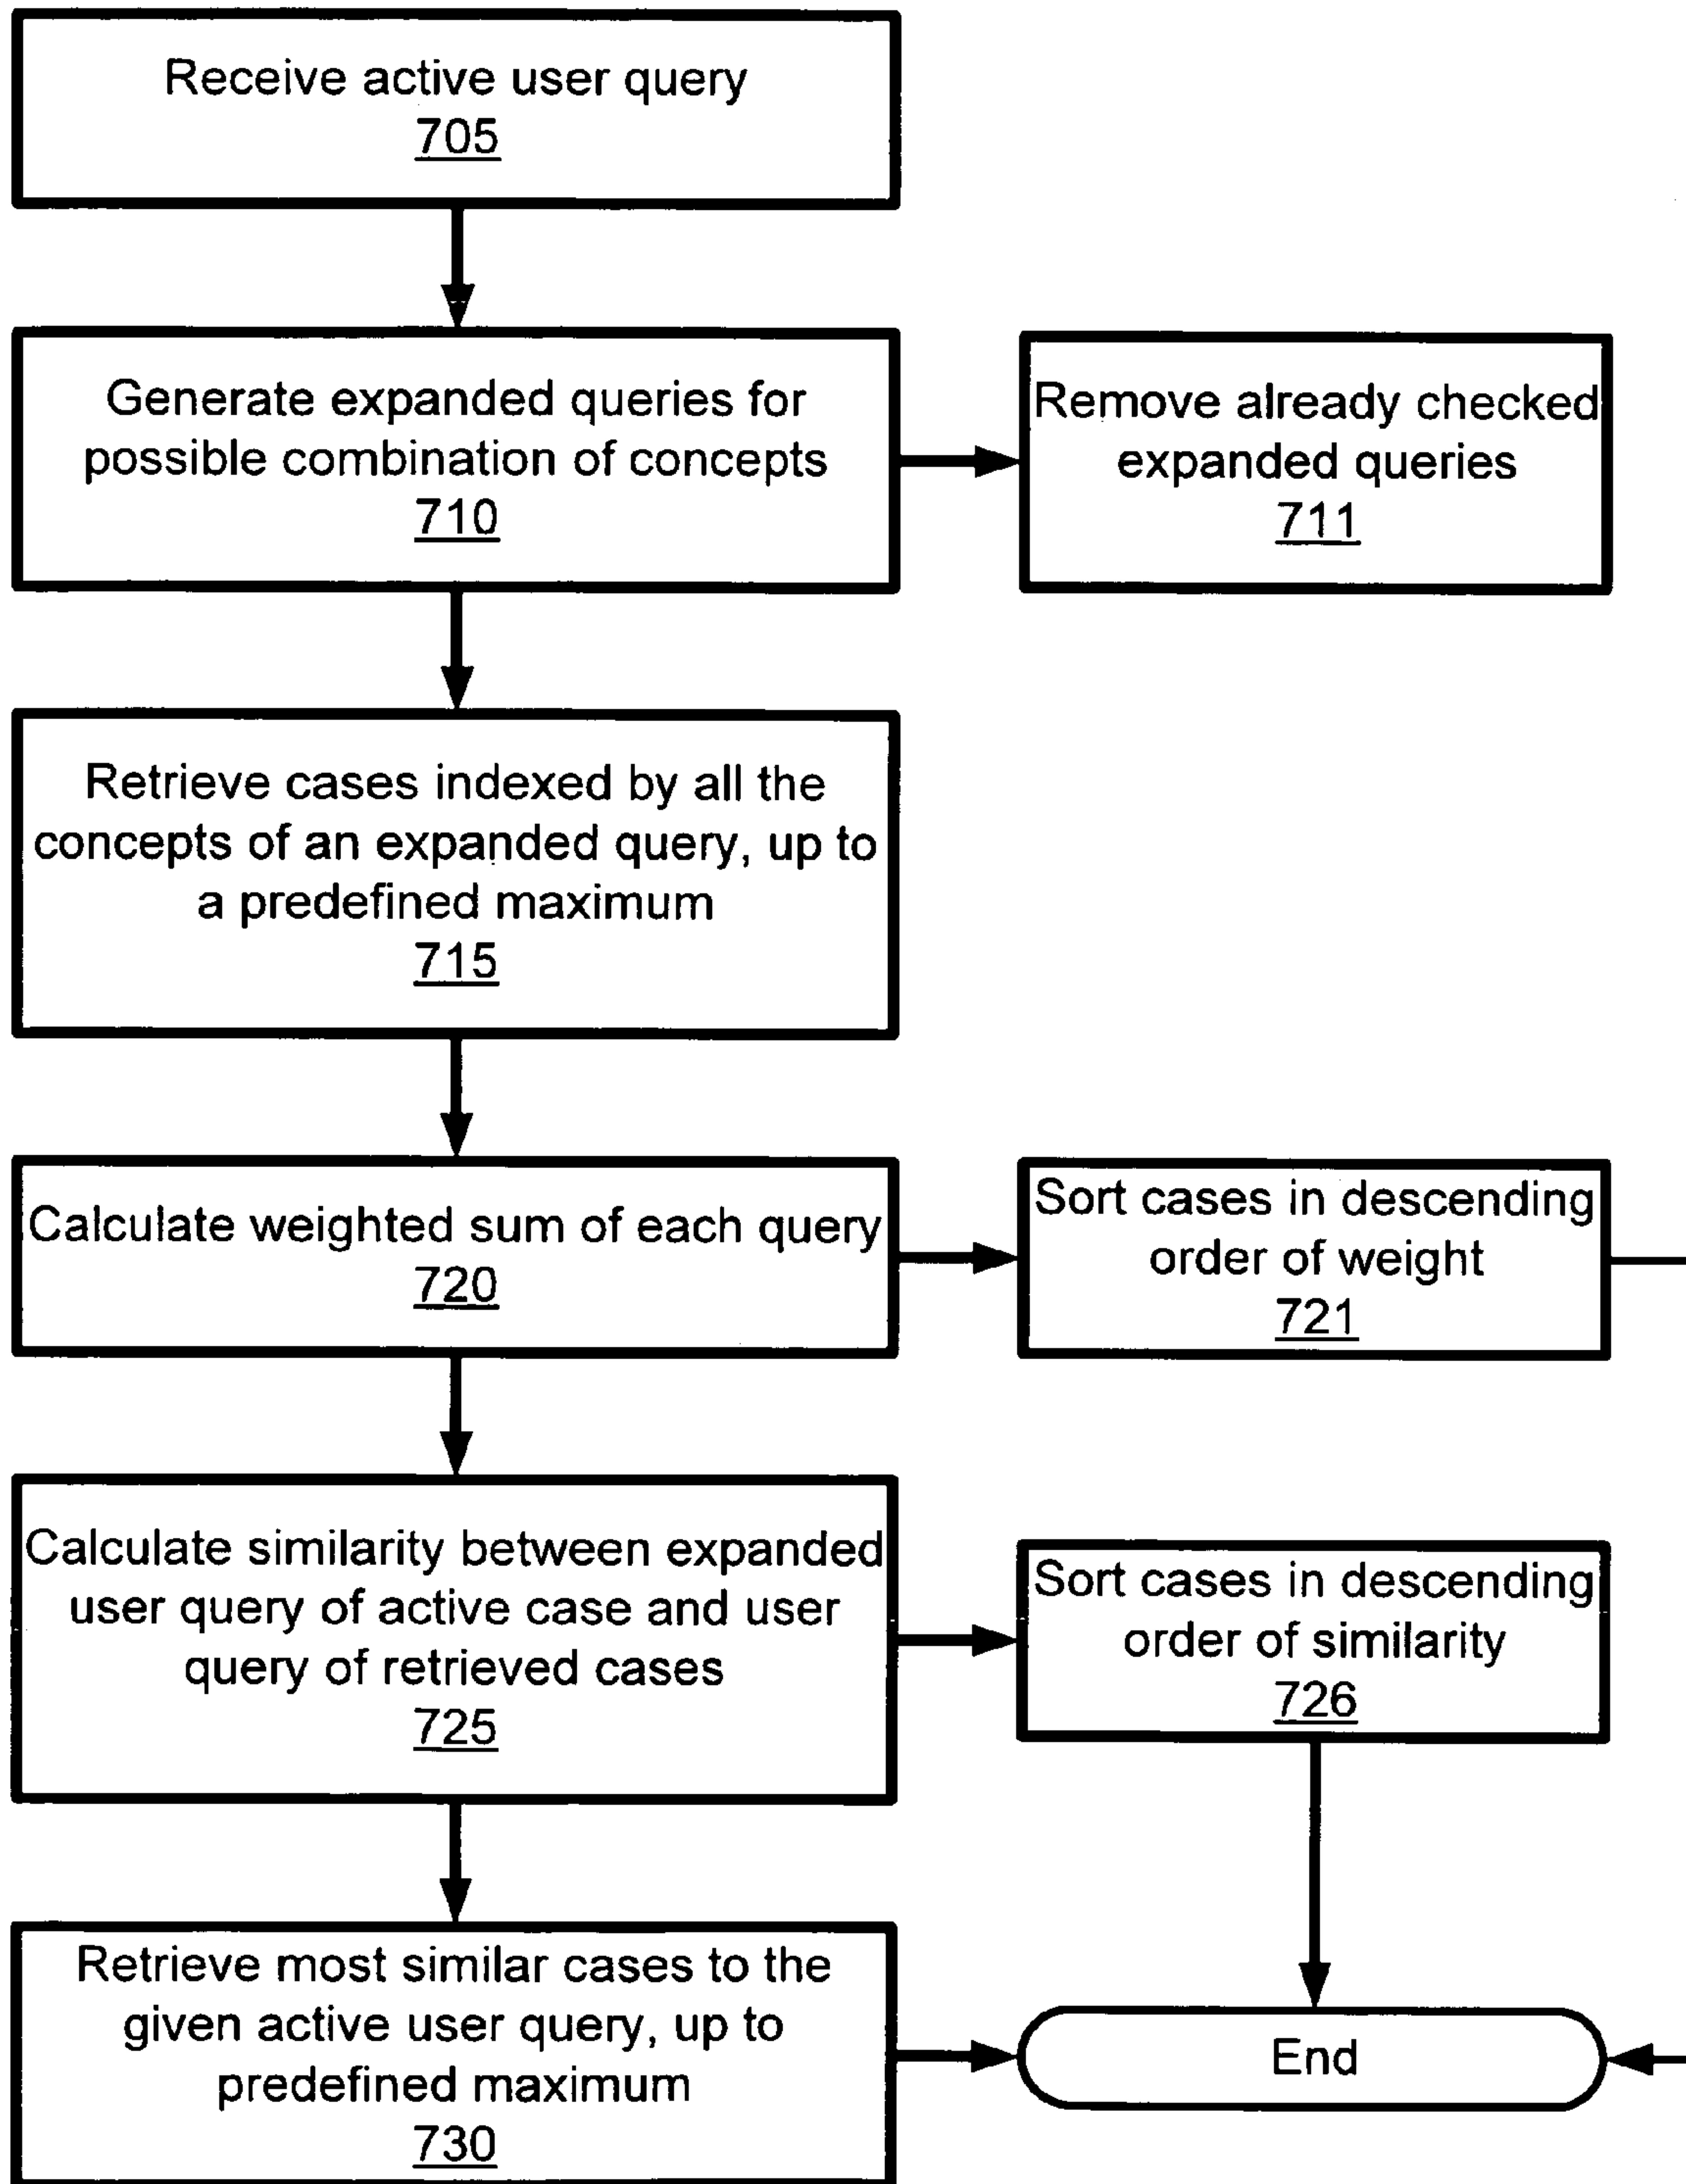 Receive active user query
705
Generate expanded queries for
possible combination of concepts
710
Remove already checked
expanded queries
711
Retrieve cases indexed by all the
concepts of an expanded query, up to
a predefined maximum
715
Calculate weighted sum of each query
720
Sort cases in descending
order of weight
721
Calculate similarity between expanded
user query of active case and user
query of retrieved cases
725
Sort cases in descending
order of similarity
726
Retrieve most similar cases to the
given active user query, up to
predefined maximum
730
End